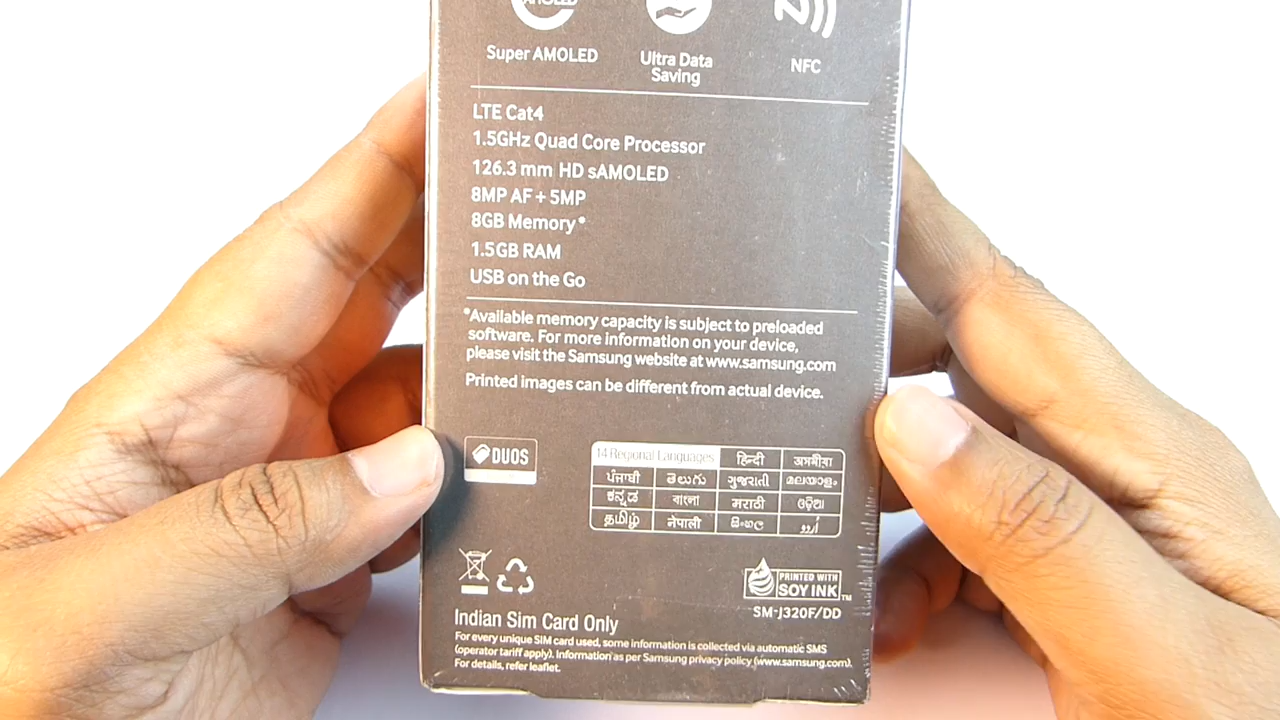 AMOLED
Super AMOLED
Ultra Data
Saving
NFC
LTE Cat4
1.5GHz Quad Core Processor
126.3 mm HD sAMOLED
8MP AF + 5MP
8GB Memory*
1.5GB RAM
USB on the Go
*Available memory capacity is subject to preloaded
software. For more information on your device,
please visit the Samsung website at www.samsung.com
Printed images can be different from actual device.
DUOS
14 Regional Languages हिन्दी অসমীয়া
ਪੰਜਾਬੀ తెలుగు ગુજરાતી മലയാളം
ಕನ್ನಡ বাংলা मराठी ଓଡ଼ିଆ
தமிழ் नेपाली සිංහල اُردُو
PRINTED WITH
SOY INK TM
SM-J320F/DD
Indian Sim Card Only
For every unique SIM card used, some information is collected via automatic SMS
(operator tariff apply). Information as per Samsung privacy policy (www.samsung.com).
For details, refer leaflet.